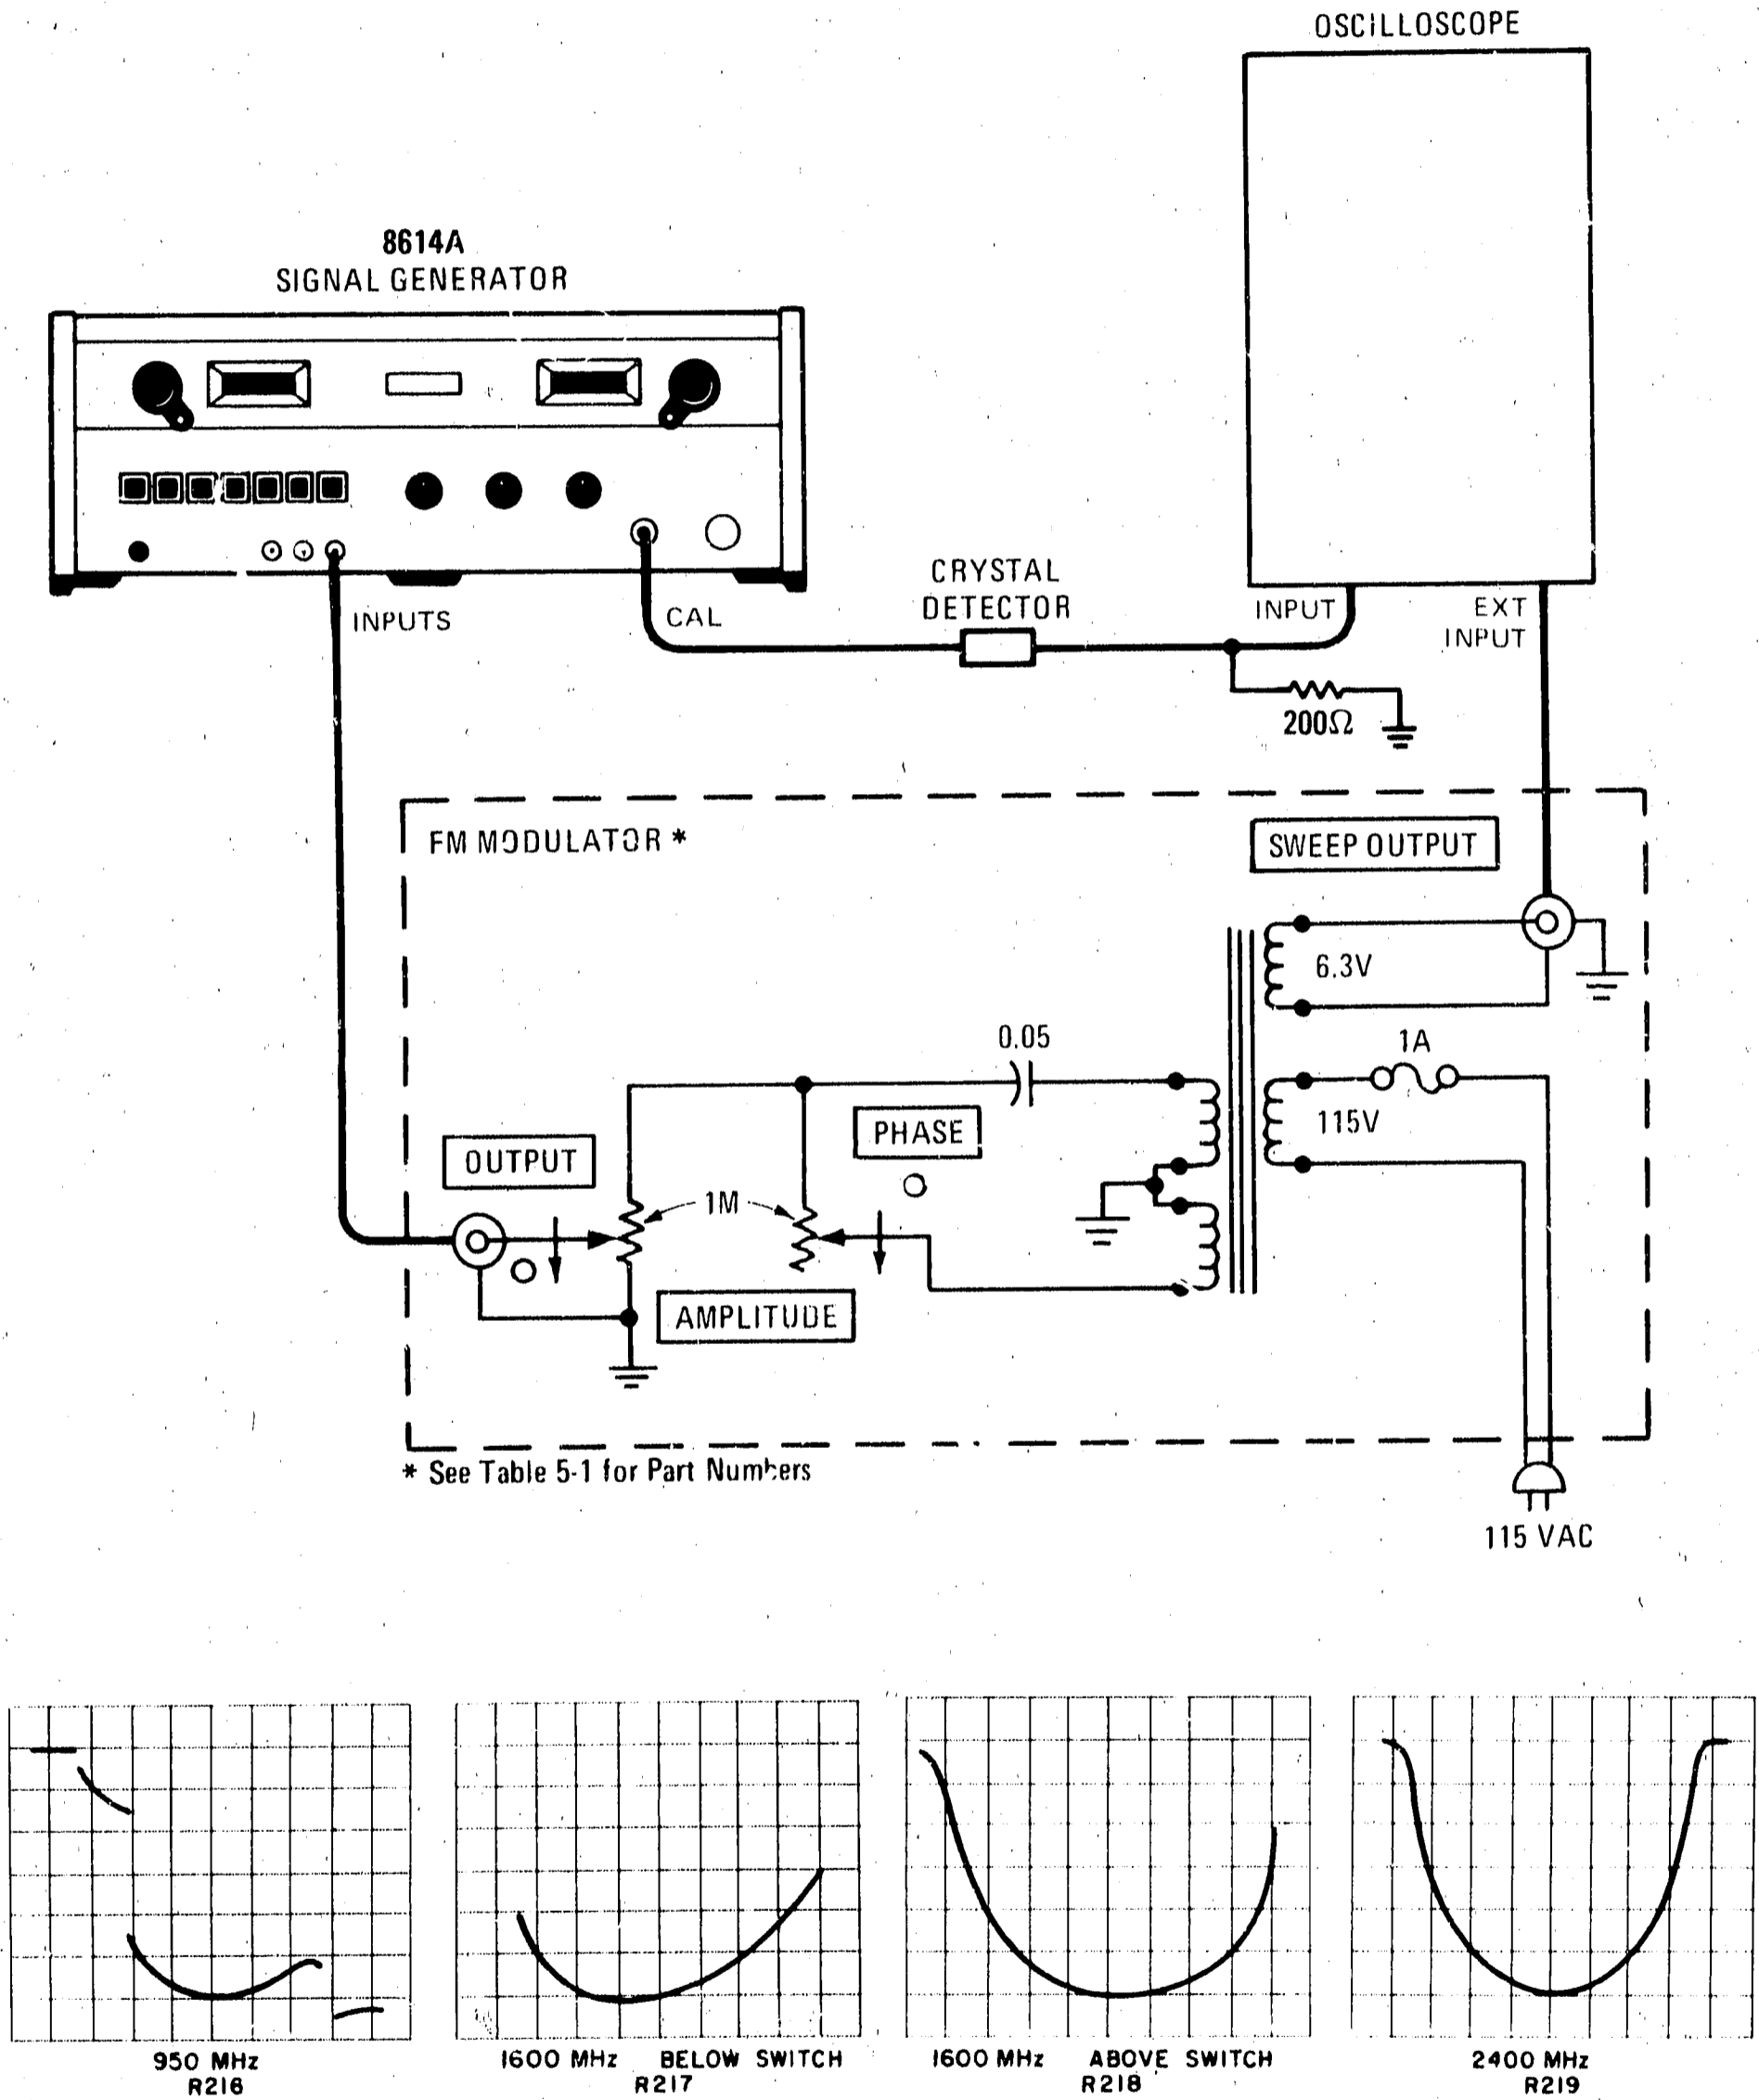 OSCILLOSCOPE
8614A
SIGNAL GENERATOR
INPUTS
CAL
CRYSTAL
DETECTOR
INPUT
EXT
INPUT
200Ω
FM MODULATOR *
SWEEP OUTPUT
6.3V
0.05
1A
PHASE
115V
OUTPUT
1M
AMPLITUDE
* See Table 5-1 for Part Numbers
115 VAC
950 MHz
R216
1600 MHz BELOW SWITCH
R217
1600 MHz ABOVE SWITCH
R218
2400 MHz
R219